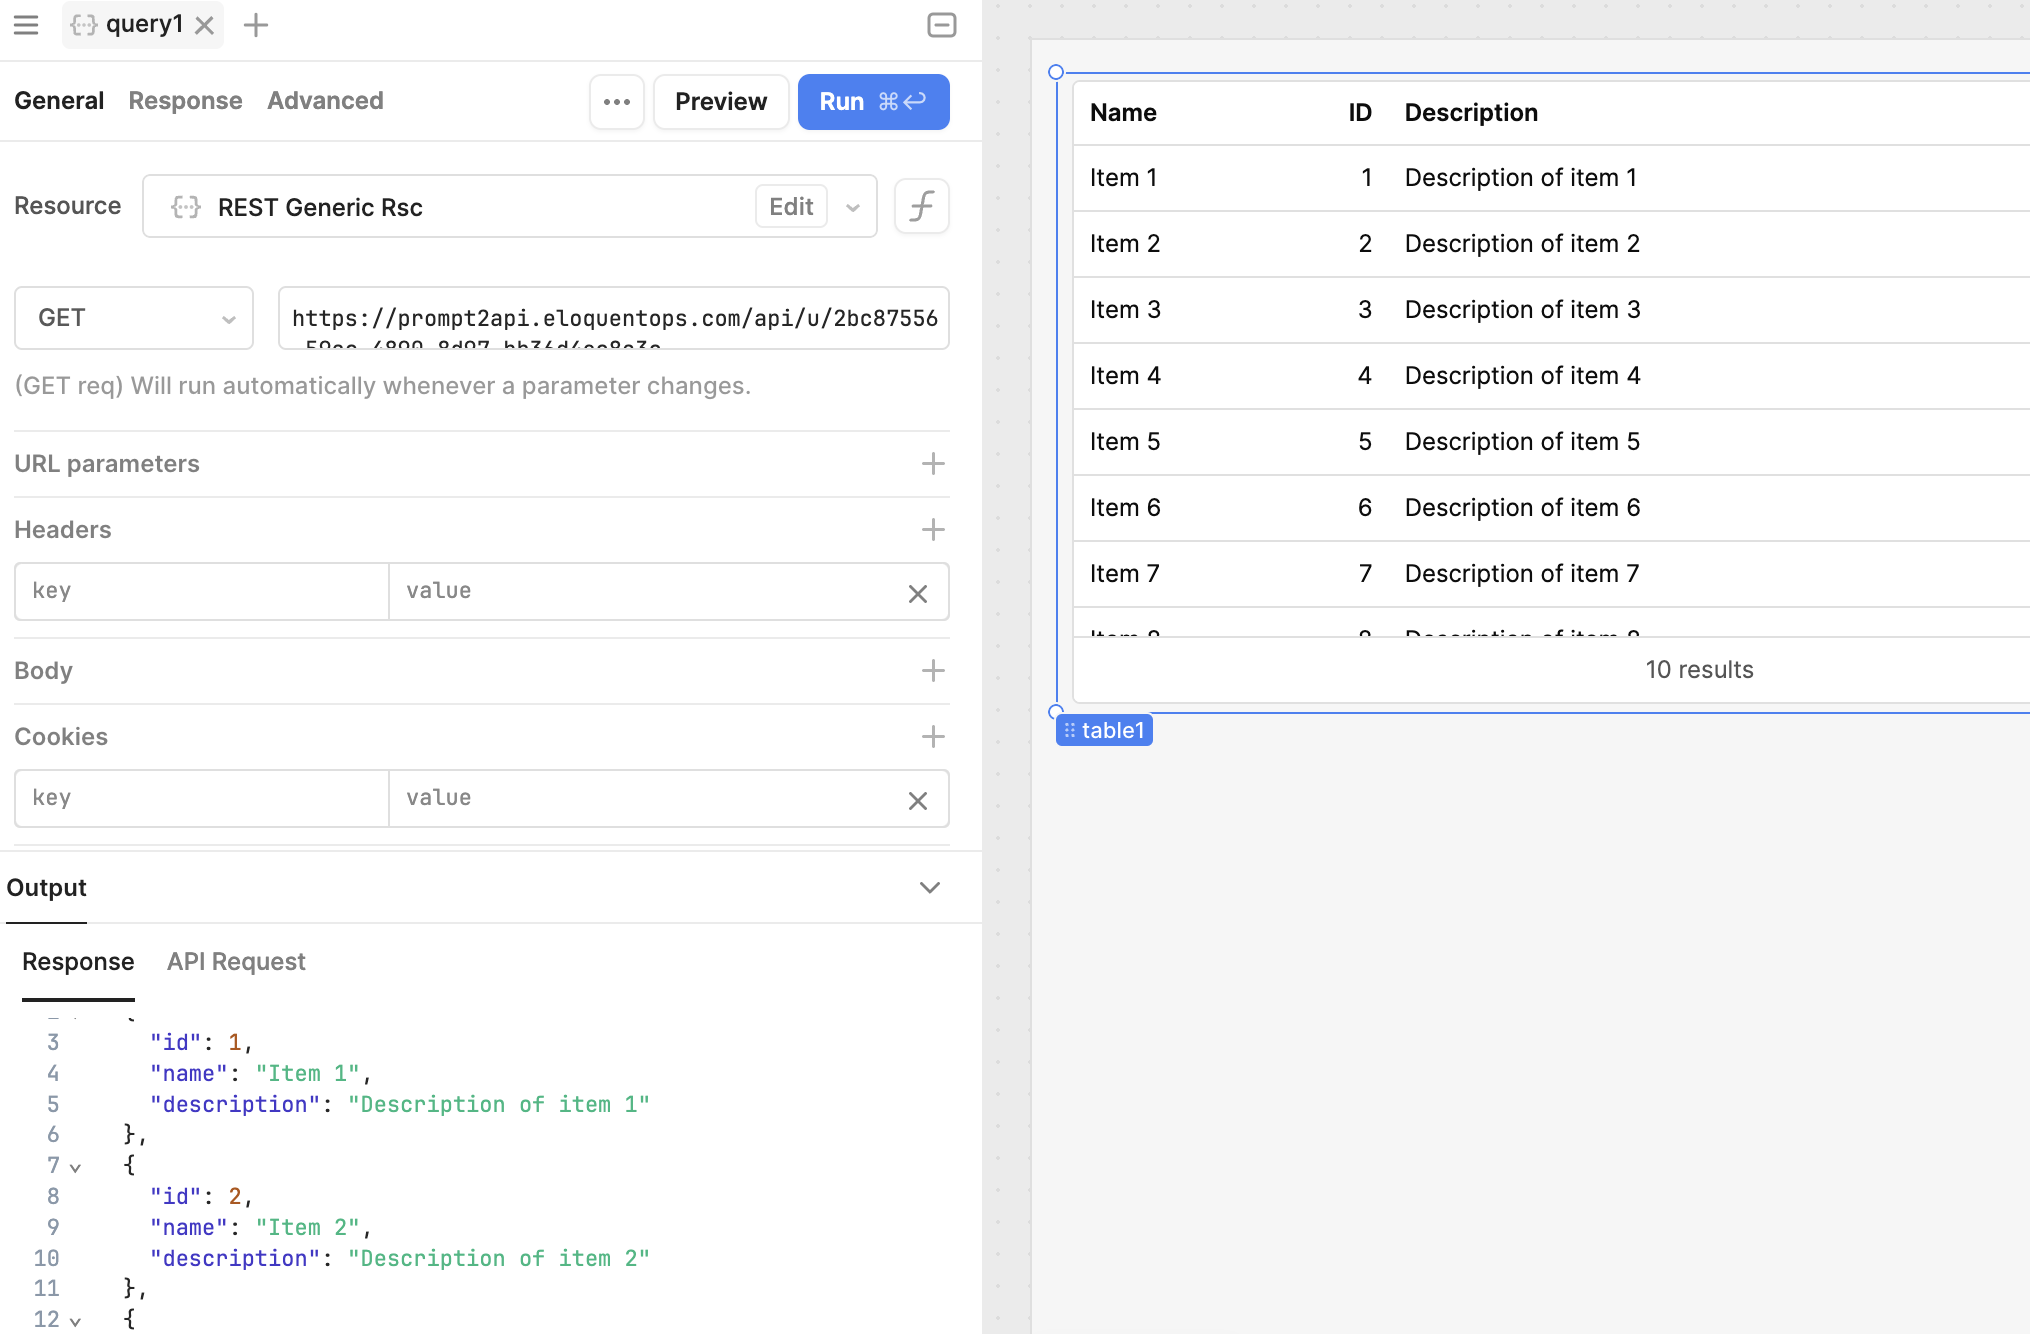 query1
General Response Advanced
Preview
Run ⌘↩
Resource
REST Generic Rsc
Edit
GET
https://prompt2api.eloquentops.com/api/u/2bc87556
(GET req) Will run automatically whenever a parameter changes.
URL parameters
Headers
key value
Body
Cookies
key value
Output
Response API Request
3 "id": 1,
4 "name": "Item 1",
5 "description": "Description of item 1"
6 },
7 {
8 "id": 2,
9 "name": "Item 2",
10 "description": "Description of item 2"
11 },
12 {
Name ID Description
Item 1 1 Description of item 1
Item 2 2 Description of item 2
Item 3 3 Description of item 3
Item 4 4 Description of item 4
Item 5 5 Description of item 5
Item 6 6 Description of item 6
Item 7 7 Description of item 7
10 results
table1